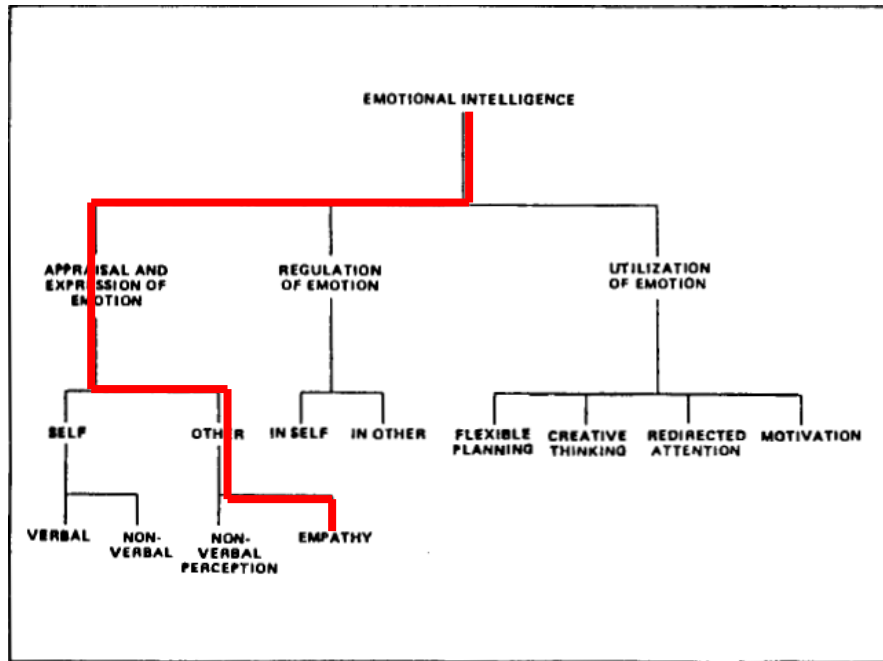 EMOTIONAL INTELLIGENCE
APPRAISAL AND
EXPRESSION OF
EMOTION
REGULATION
OF EMOTION
UTILIZATION
OF EMOTION
SELF
OTHER
IN SELF
IN OTHER
FLEXIBLE
PLANNING
CREATIVE
THINKING
REDIRECTED
ATTENTION
MOTIVATION
VERBAL
NON-
VERBAL
NON-
VERBAL
PERCEPTION
EMPATHY